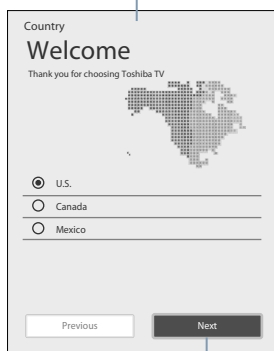 Country
Welcome
Thank you for choosing Toshiba TV
U.S.
Canada
Mexico
Previous
Next